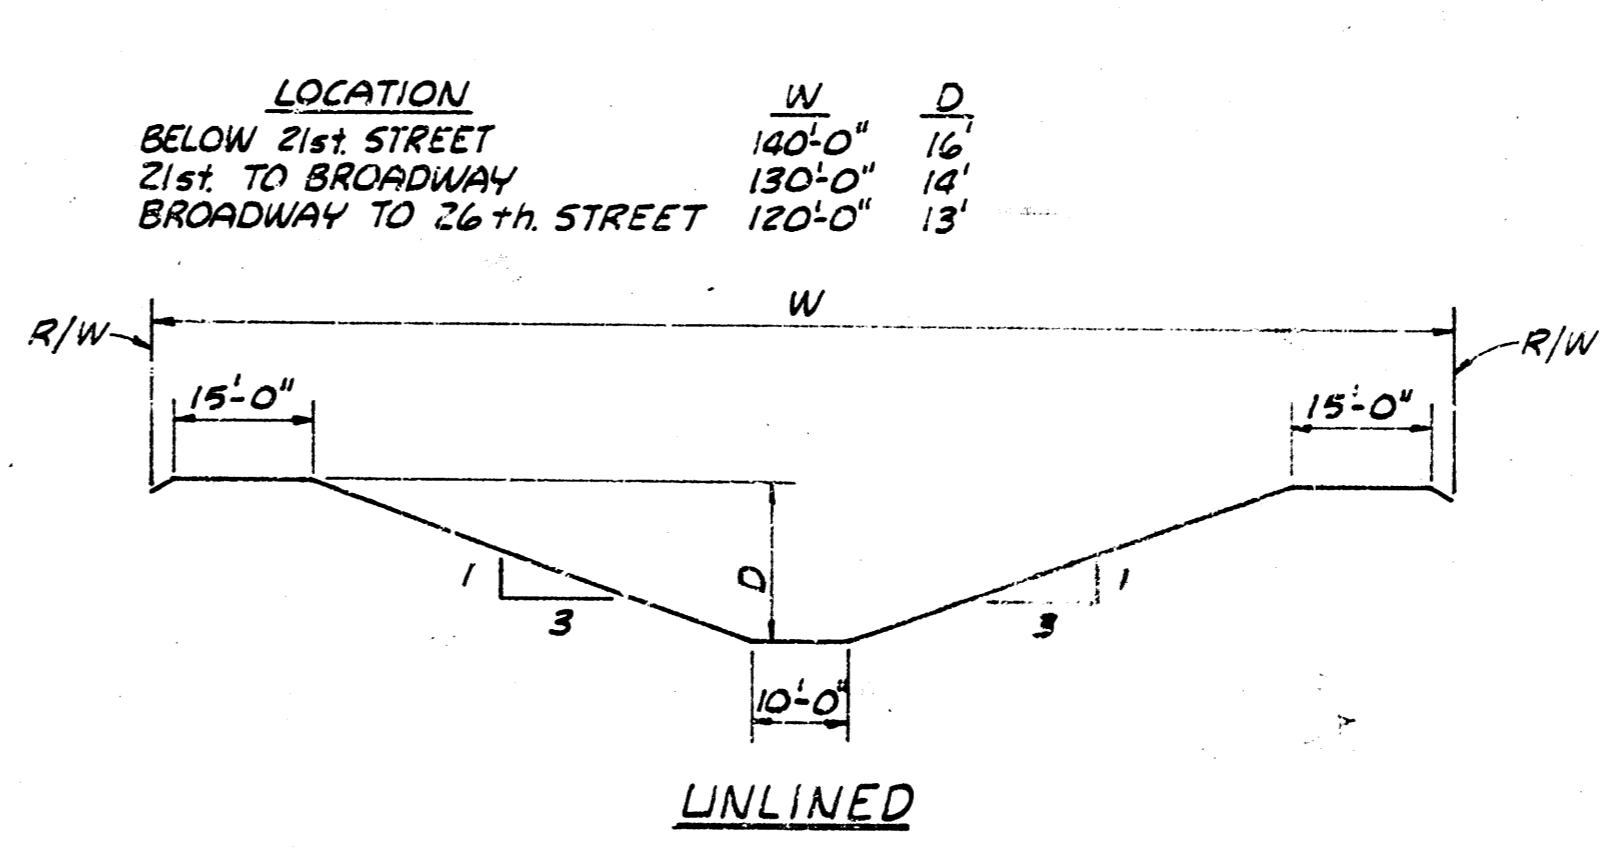 LOCATION W D
BELOW 21st. STREET 140'-0" 16'
21st. TO BROADWAY 130'-0" 14'
BROADWAY TO 26th. STREET 120'-0" 13'
W
R/W R/W
15'-0" 15'-0"
1 D 1
3 3
10'-0"
UNLINED